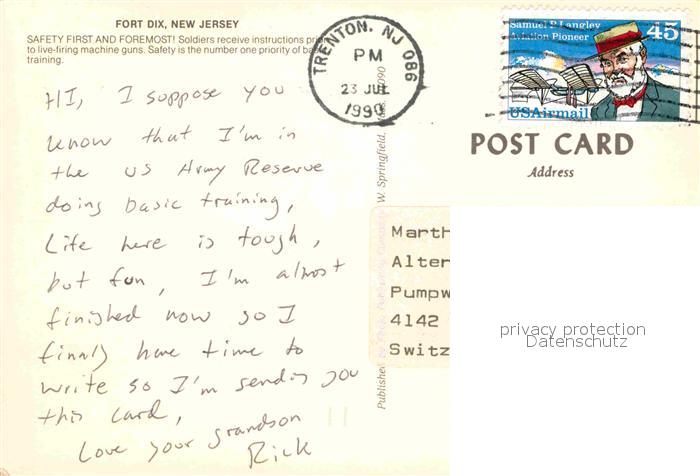 FORT DIX, NEW JERSEY
SAFETY FIRST AND FOREMOST! Soldiers receive instructions
to live-firing machine guns. Safety is the number one priority of
training.
HI, I suppose you
know that I'm in
the US Army Reserve
doing basic training,
Life here is tough,
but fun, I'm almost
finished now so I
finaly have time to
write so I'm sending you
this card,
Love your grandson
Rick
TRENTON, NJ 086
PM
23 JUL
1990
Samuel P. Langley
Aviation Pioneer
45
USAirmail
POST CARD
Address
Published by
W. Springfield,
090
Marth
Alter
Pumpw
4142
Switz
privacy protection
Datenschutz